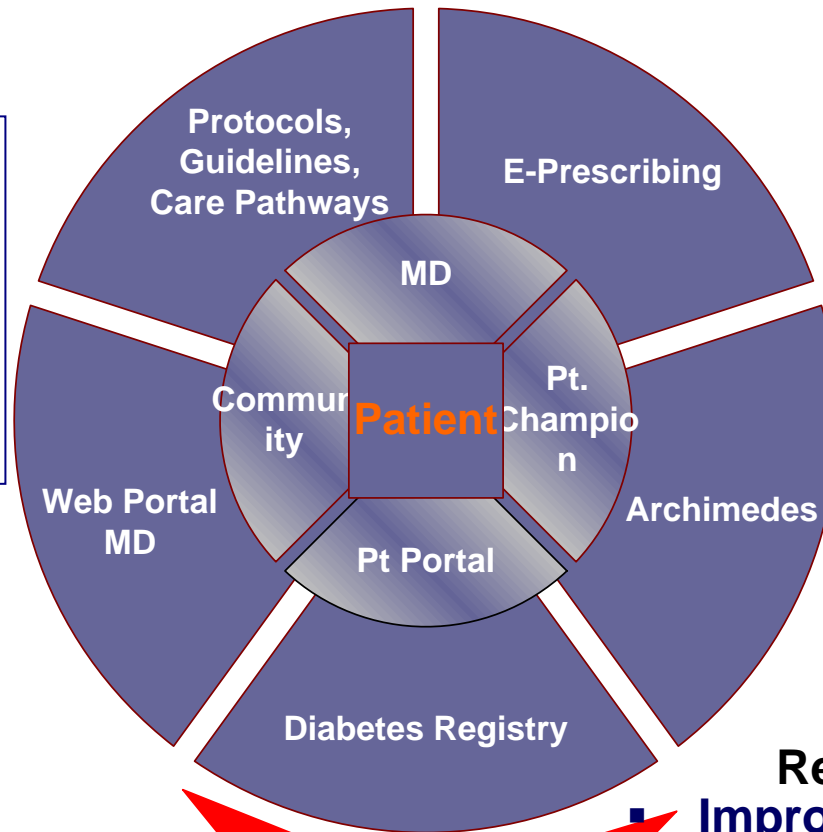 Protocols,
Guidelines,
Care Pathways
E-Prescribing
MD
Commun
ity
Patient
Pt.
Champio
n
Web Portal
MD
Archimedes
Pt Portal
Diabetes Registry
Re
▪ Impro